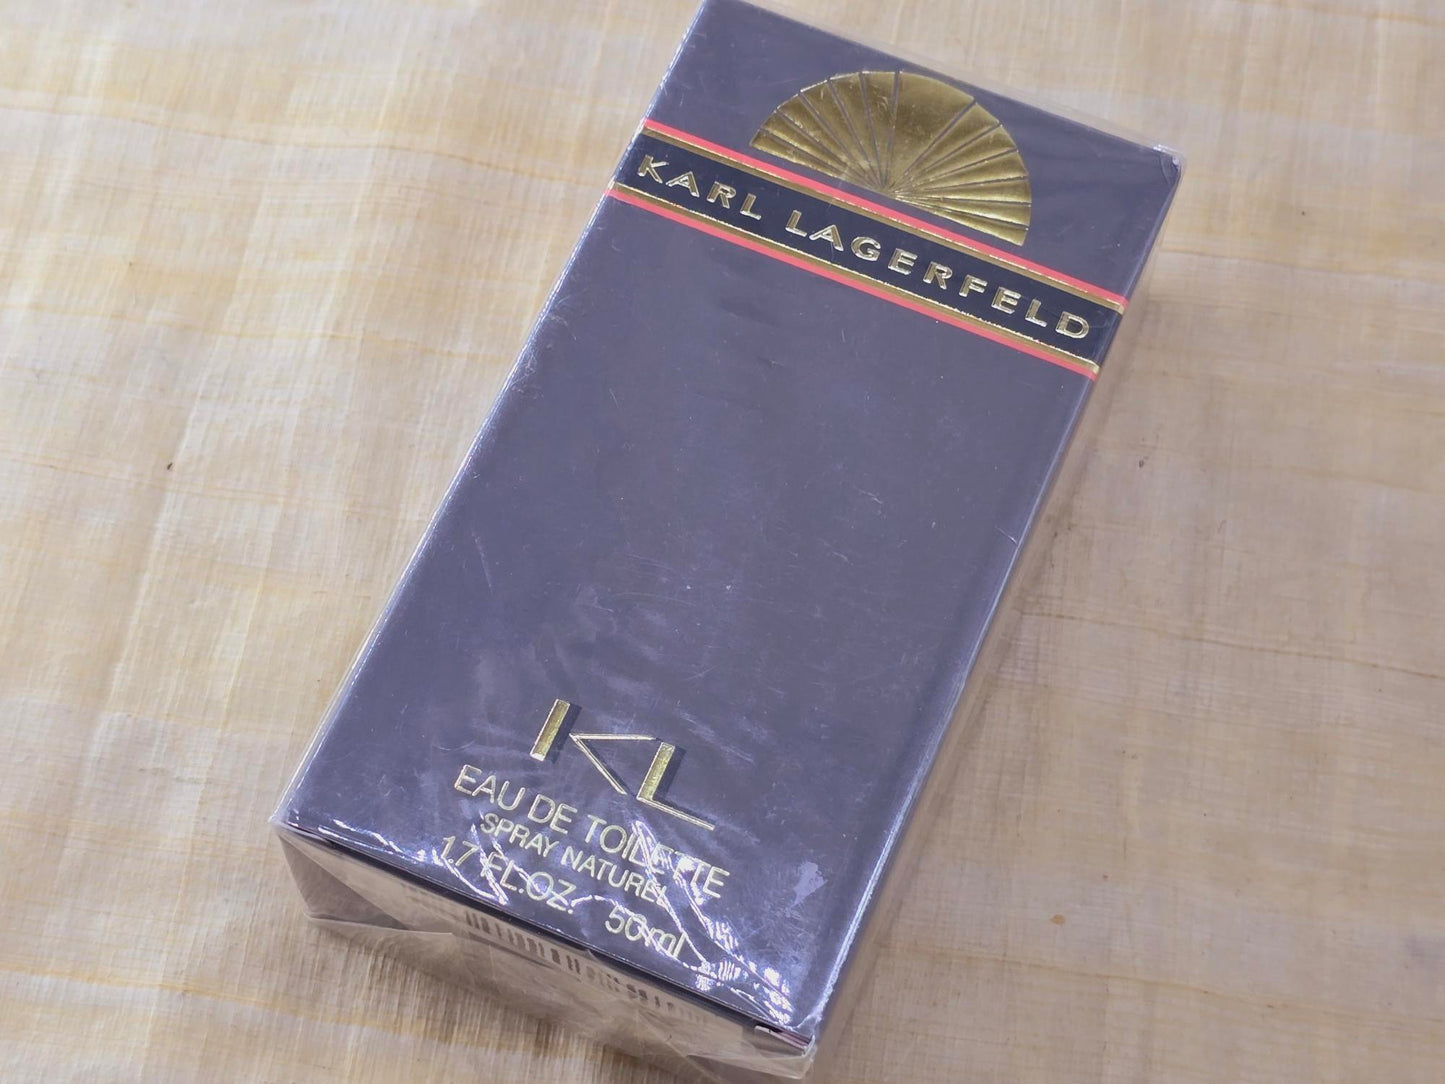 KARL LAGERFELD
KL
EAU DE TOILETTE
SPRAY NATUREL
1.7 FL.OZ. 50ml